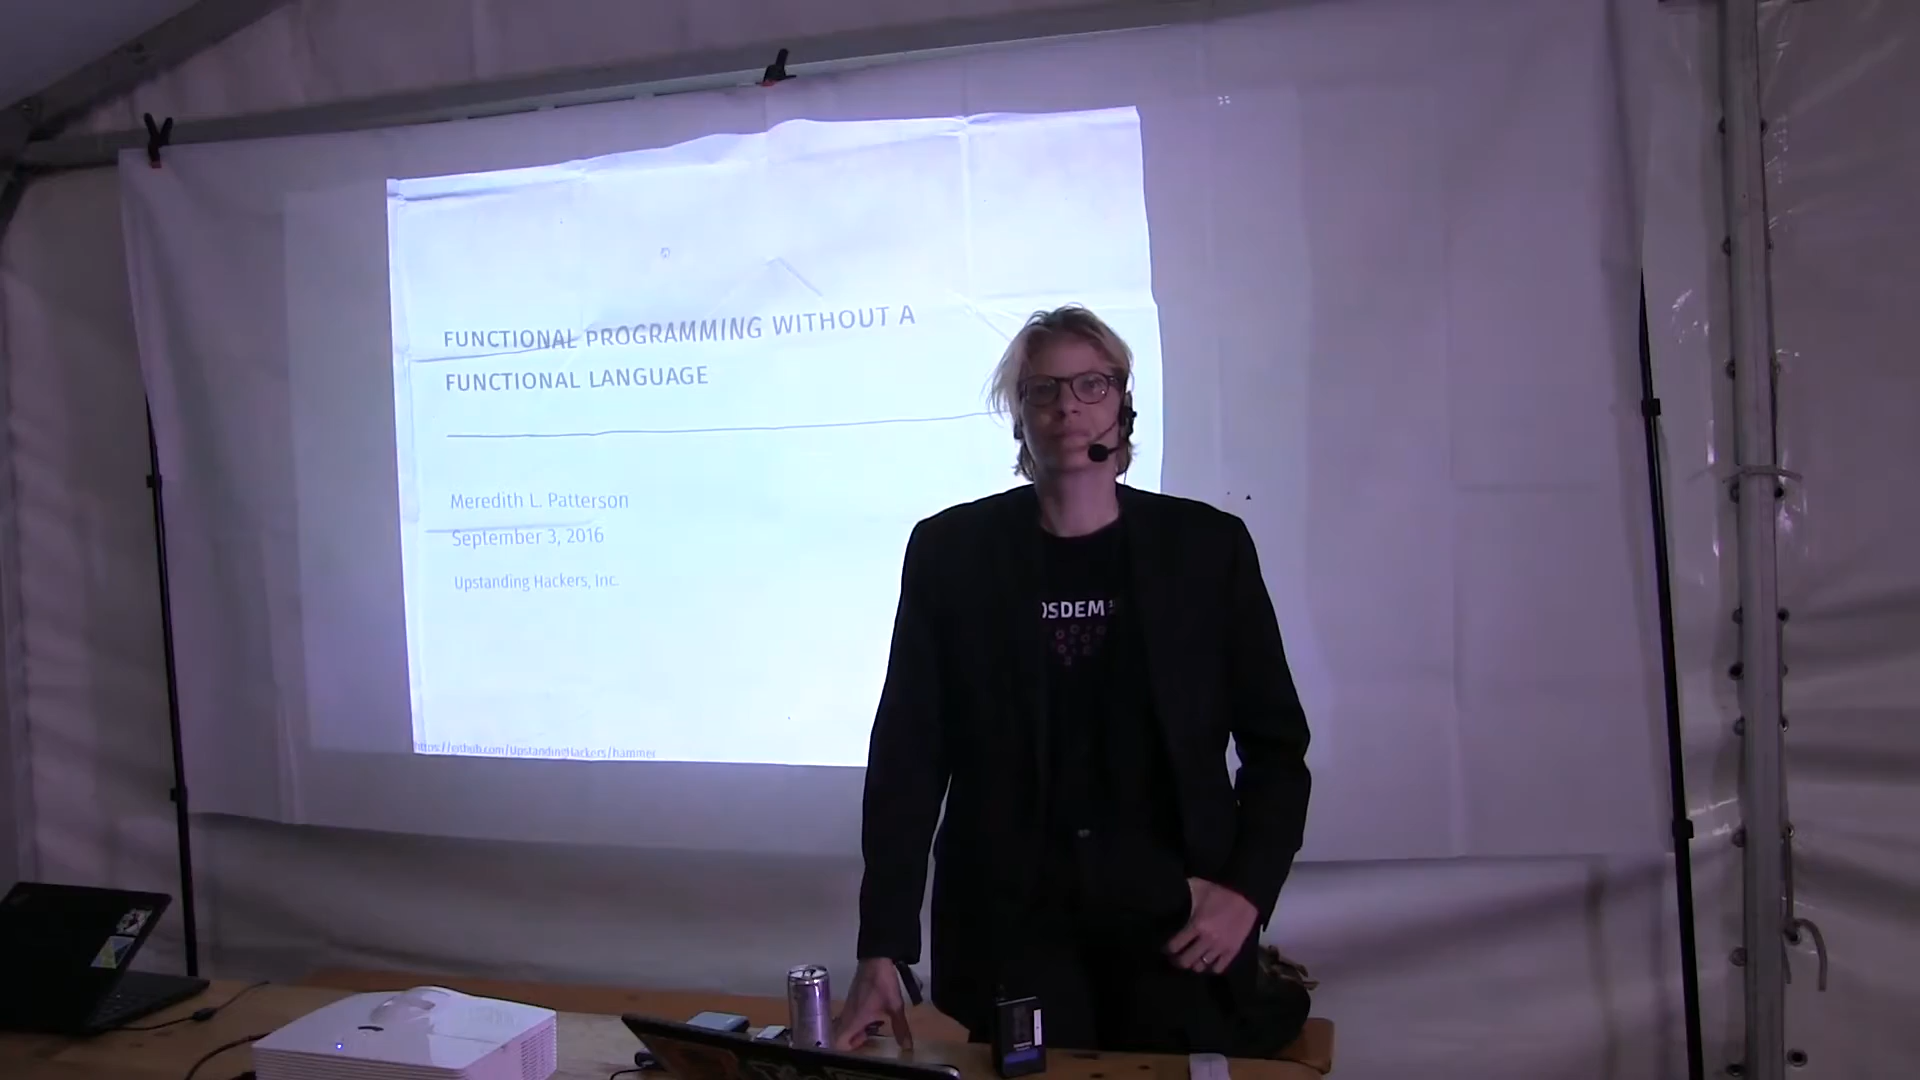 FUNCTIONAL PROGRAMMING WITHOUT A
FUNCTIONAL LANGUAGE
Meredith L. Patterson
September 3, 2016
Upstanding Hackers, Inc.
https://github.com/UpstandingHackers/hammer
OSDEM